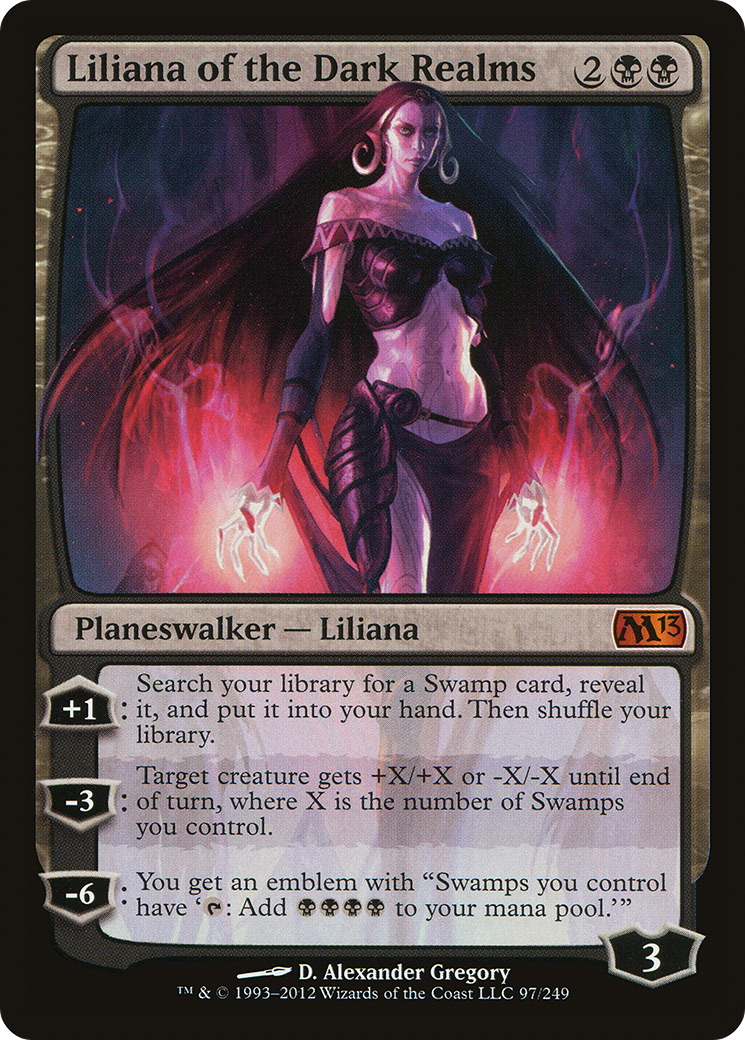 Liliana of the Dark Realms 2
Planeswalker — Liliana M13
+1: Search your library for a Swamp card, reveal
it, and put it into your hand. Then shuffle your
library.
-3: Target creature gets +X/+X or -X/-X until end
of turn, where X is the number of Swamps
you control.
-6: You get an emblem with “Swamps you control
have ‘: Add to your mana pool.’”
3
D. Alexander Gregory
™ & © 1993–2012 Wizards of the Coast LLC 97/249